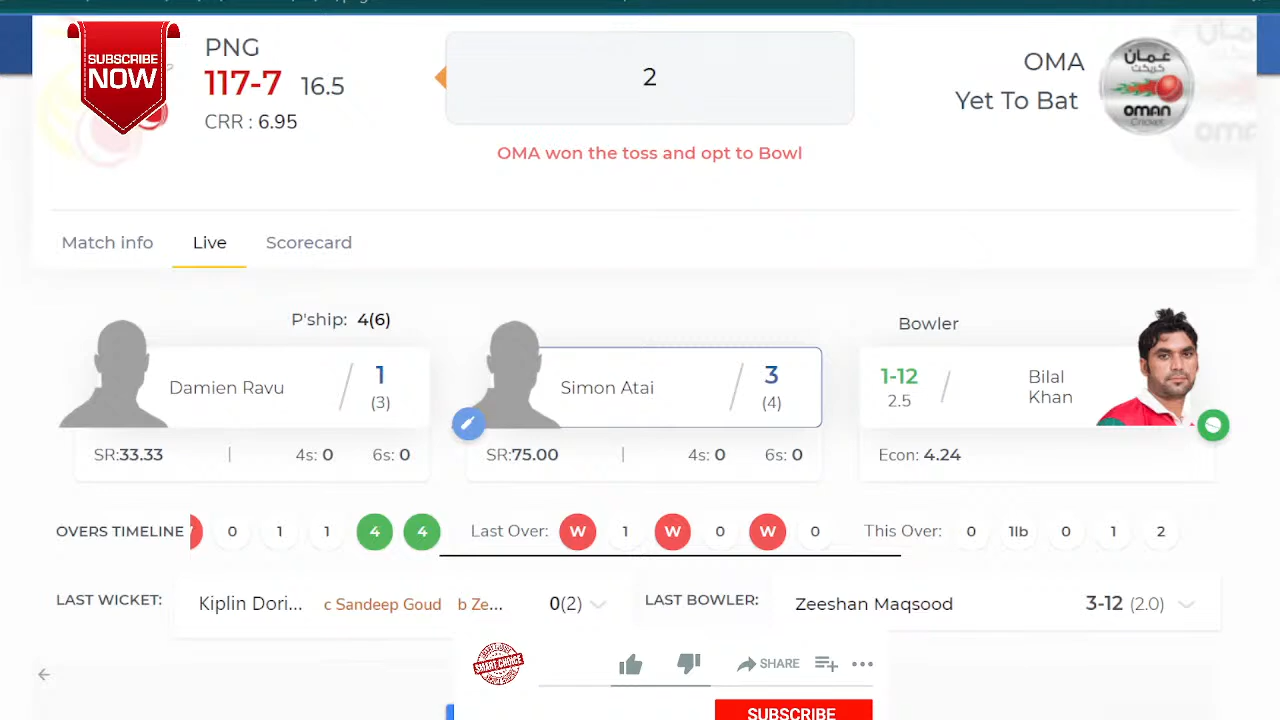 SUBSCRIBE
NOW
PNG
117-7 16.5
CRR : 6.95
2
OMA won the toss and opt to Bowl
OMA
Yet To Bat
عُمان
كريكت
OMAN
Cricket
Match info Live Scorecard
P'ship: 4(6)
Damien Ravu 1
(3)
SR:33.33 | 4s: 0 6s: 0
Simon Atai 3
(4)
SR:75.00 | 4s: 0 6s: 0
Bowler
1-12
2.5
Bilal
Khan
Econ: 4.24
OVERS TIMELINE 0 1 1 4 4 Last Over: W 1 W 0 W 0 This Over: 0 1lb 0 1 2
LAST WICKET: Kiplin Dori... c Sandeep Goud b Ze... 0(2) LAST BOWLER: Zeeshan Maqsood 3-12 (2.0)
SMART CHOICE
SHARE
SUBSCRIBE